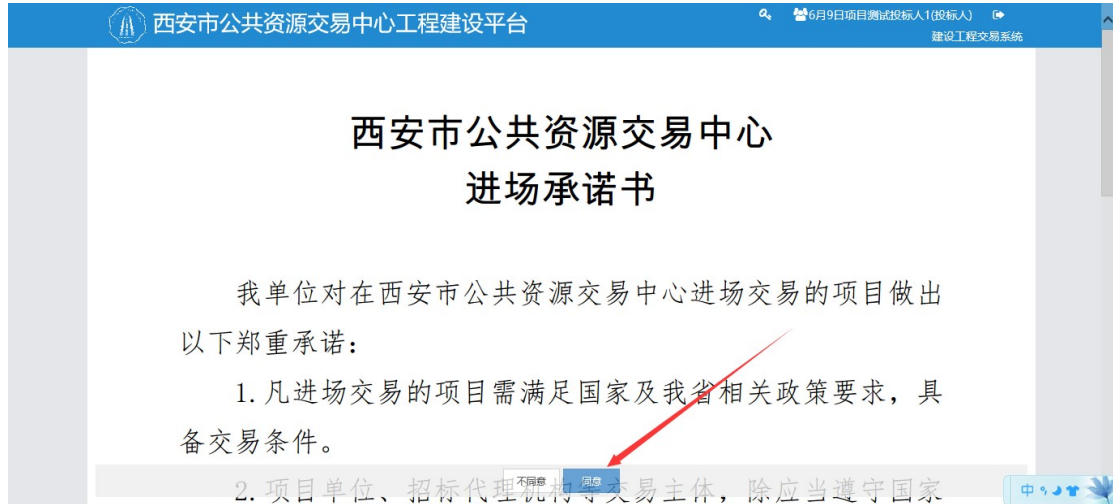 西安市公共资源交易中心工程建设平台
6月9日项目测试投标人1(投标人)
建设工程交易系统
西安市公共资源交易中心
进场承诺书
我单位对在西安市公共资源交易中心进场交易的项目做出
以下郑重承诺：
1.凡进场交易的项目需满足国家及我省相关政策要求，具
备交易条件。
不同意 同意
2.项目单位、招标代理机构等交易主体，除应当遵守国家
中